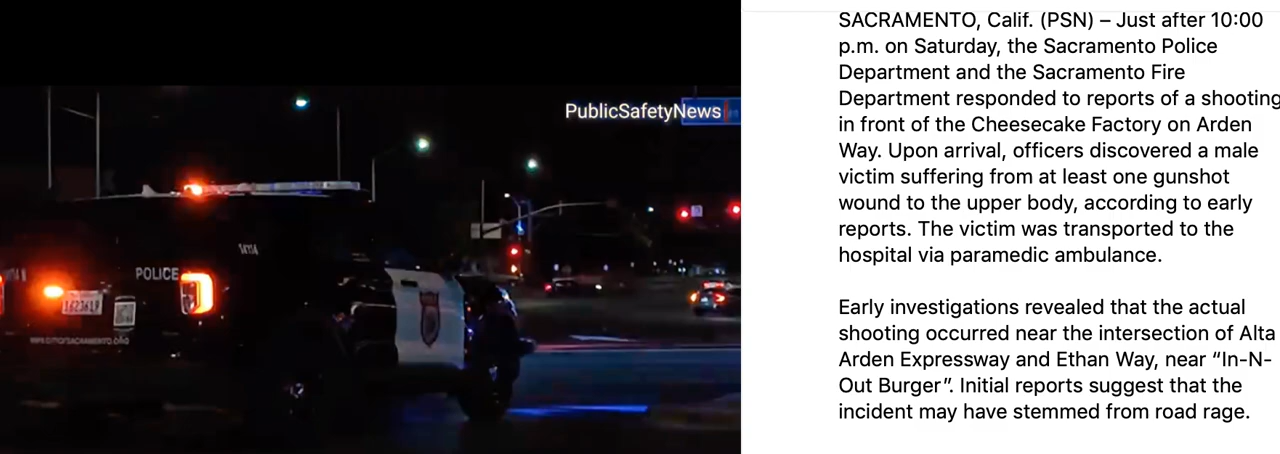 PublicSafetyNews
POLICE
1623619
WWW.CITYOFSACRAMENTO.ORG
SACRAMENTO, Calif. (PSN) – Just after 10:00
p.m. on Saturday, the Sacramento Police
Department and the Sacramento Fire
Department responded to reports of a shooting
in front of the Cheesecake Factory on Arden
Way. Upon arrival, officers discovered a male
victim suffering from at least one gunshot
wound to the upper body, according to early
reports. The victim was transported to the
hospital via paramedic ambulance.
Early investigations revealed that the actual
shooting occurred near the intersection of Alta
Arden Expressway and Ethan Way, near “In-N-
Out Burger”. Initial reports suggest that the
incident may have stemmed from road rage.